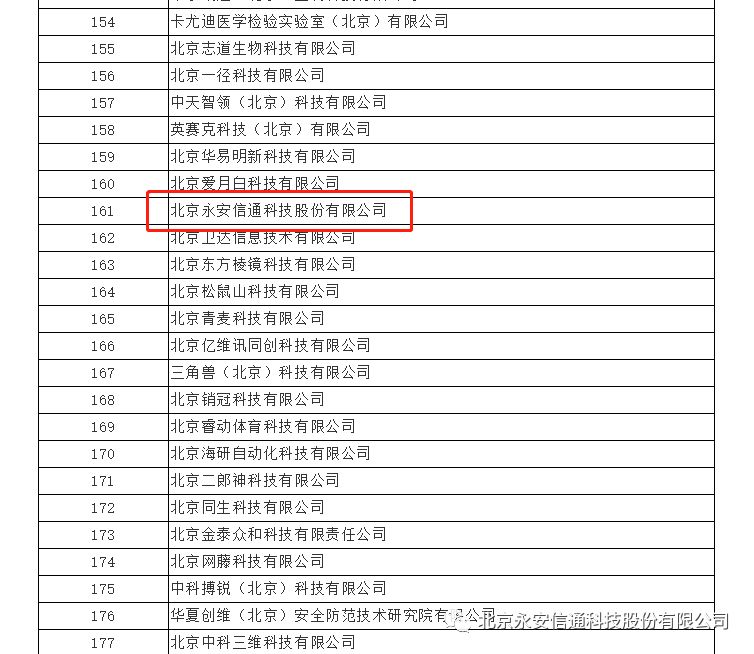 154 卡尤迪医学检验实验室（北京）有限公司
155 北京志道生物科技有限公司
156 北京一径科技有限公司
157 中天智领（北京）科技有限公司
158 英赛克科技（北京）有限公司
159 北京华易明新科技有限公司
160 北京爱月白科技有限公司
161 北京永安信通科技股份有限公司
162 北京卫达信息技术有限公司
163 北京东方棱镜科技有限公司
164 北京松鼠山科技有限公司
165 北京青麦科技有限公司
166 北京亿维讯同创科技有限公司
167 三角兽（北京）科技有限公司
168 北京销冠科技有限公司
169 北京睿动体育科技有限公司
170 北京海研自动化科技有限公司
171 北京二郎神科技有限公司
172 北京同生科技有限公司
173 北京金泰众和科技有限责任公司
174 北京网藤科技有限公司
175 中科搏锐（北京）科技有限公司
176 华夏创维（北京）安全防范技术研究院有限公司
北京永安信通科技股份有限公司
177 北京中科三维科技有限公司